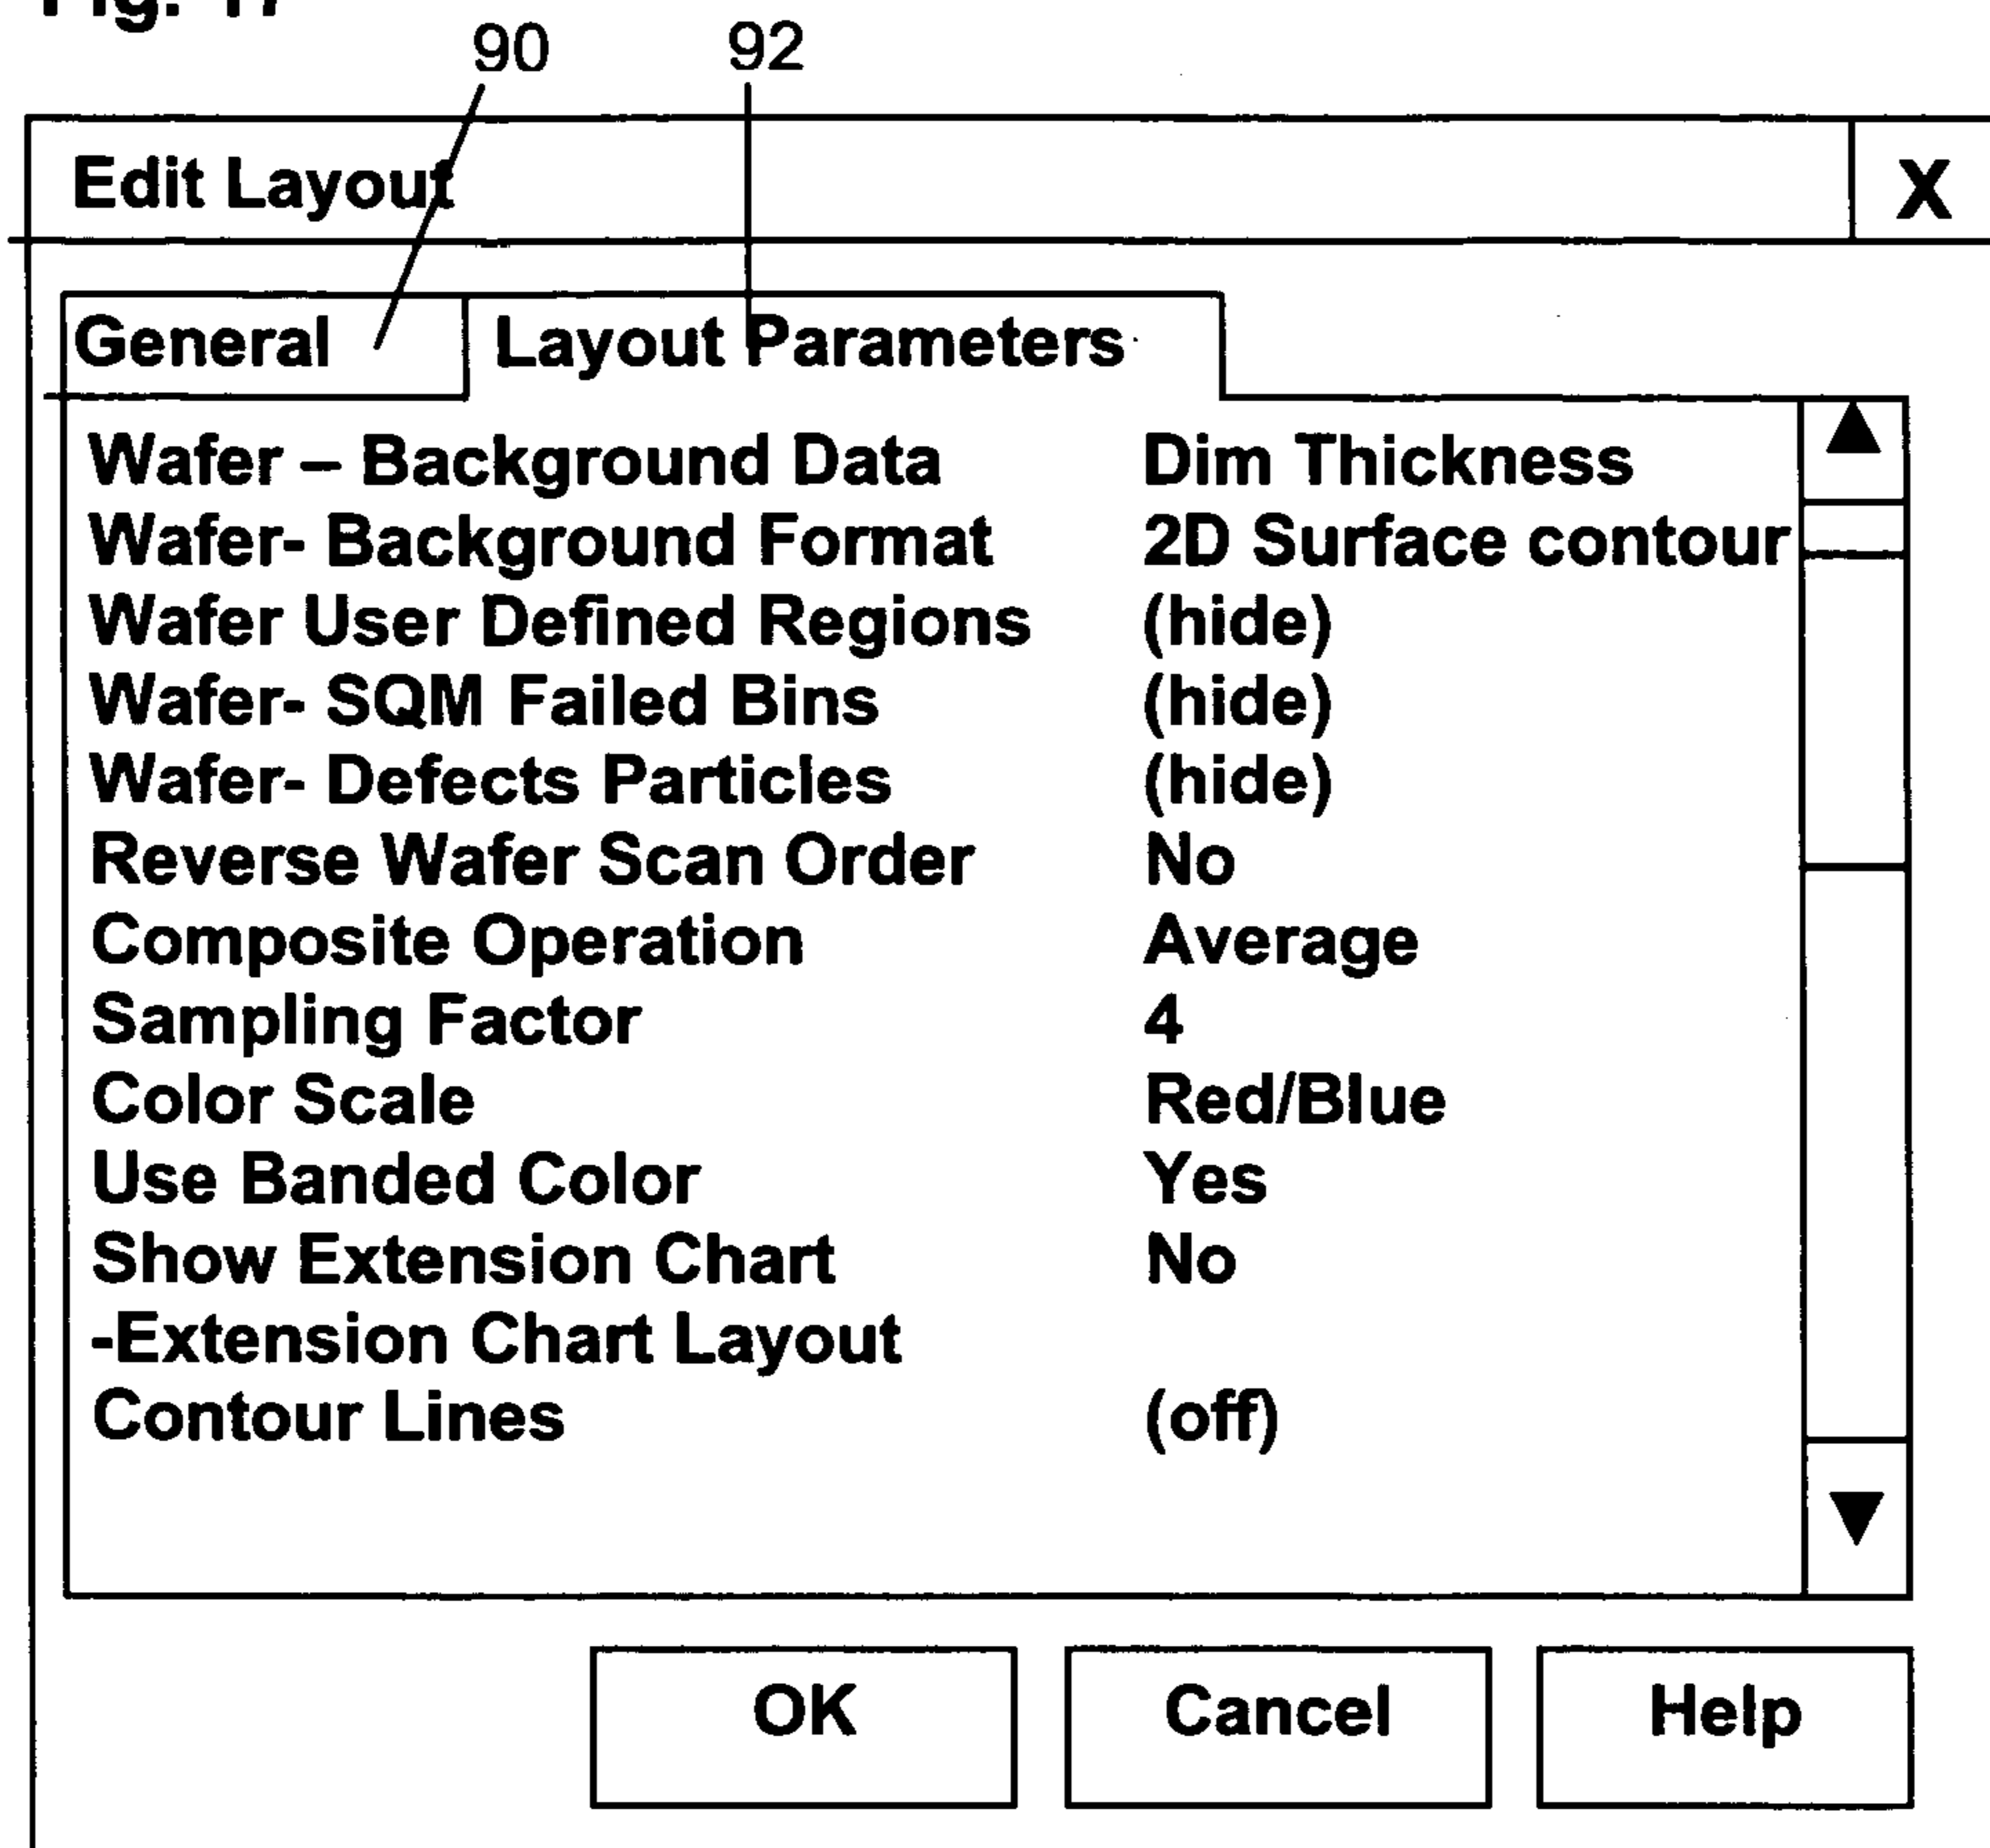 Fig. 17
90 92
Edit Layout X
General Layout Parameters
Wafer – Background Data Dim Thickness
Wafer- Background Format 2D Surface contour
Wafer User Defined Regions (hide)
Wafer- SQM Failed Bins (hide)
Wafer- Defects Particles (hide)
Reverse Wafer Scan Order No
Composite Operation Average
Sampling Factor 4
Color Scale Red/Blue
Use Banded Color Yes
Show Extension Chart No
-Extension Chart Layout
Contour Lines (off)
OK Cancel Help